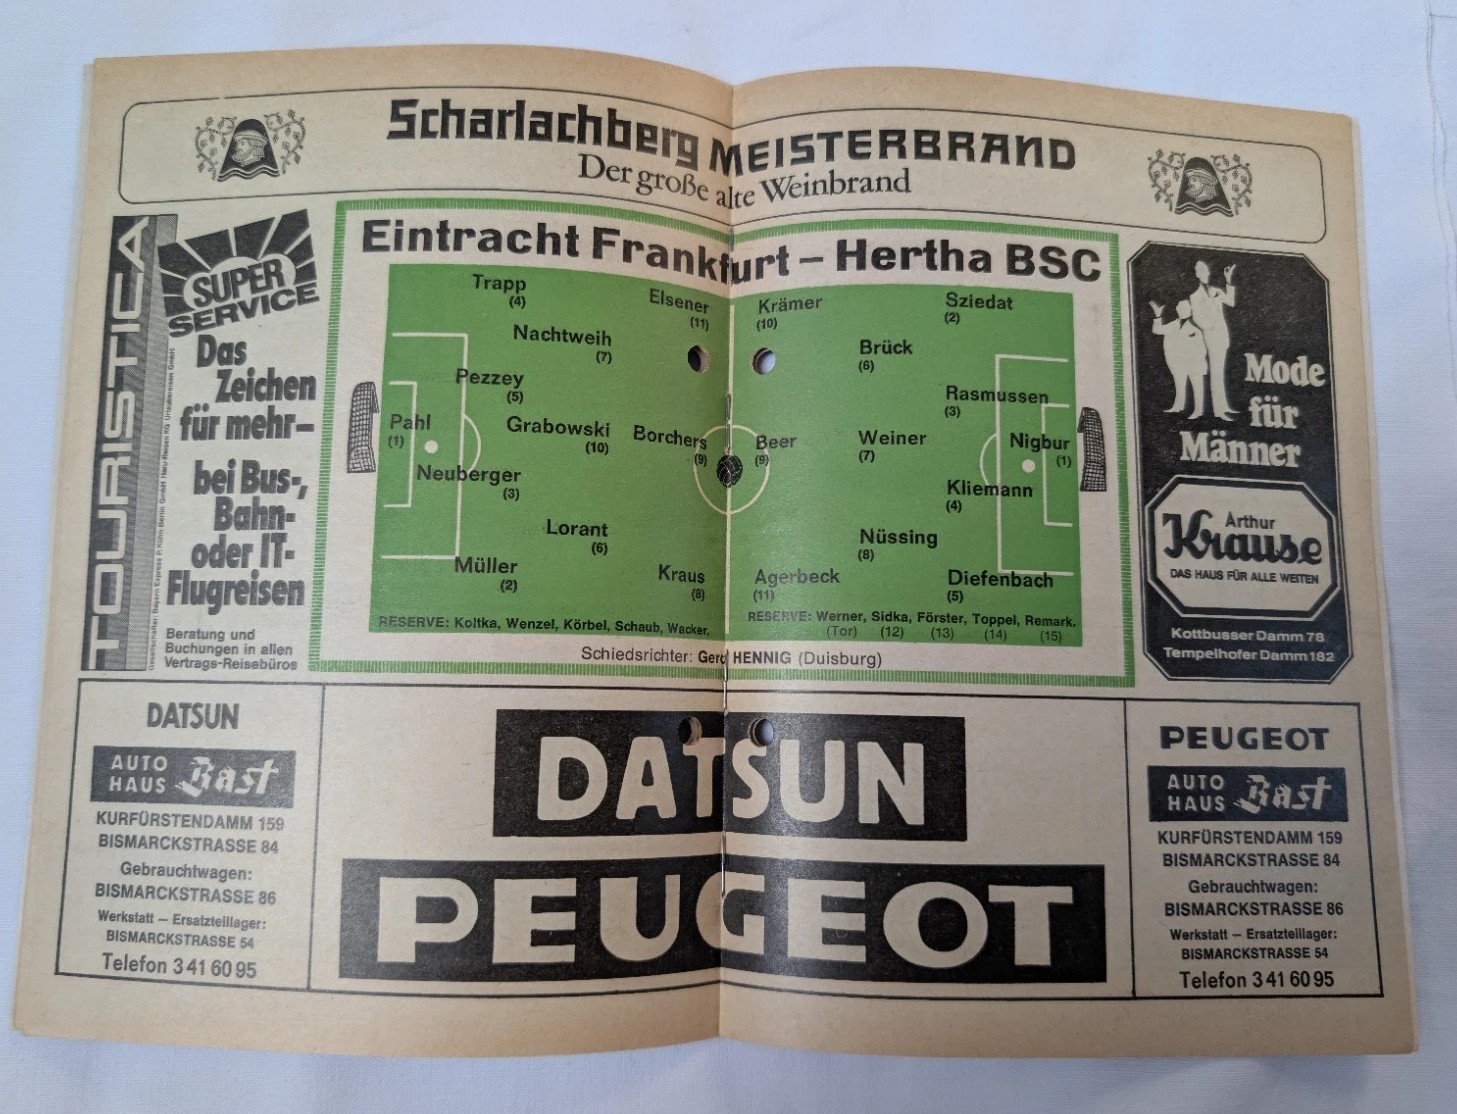 Scharlachberg MEISTERBRAND
Der große alte Weinbrand
TOURISTICA
SUPER
SERVICE
Das
Zeichen
für mehr–
bei Bus-,
Bahn-
oder IT-
Flugreisen
Beratung und
Buchungen in allen
Vertrags-Reisebüros
Eintracht Frankfurt – Hertha BSC
Trapp
(4)
Nachtweih
(7)
Pezzey
(5)
Pahl
(1)
Grabowski
(10)
Neuberger
(3)
Lorant
(6)
Müller
(2)
Elsener
(11)
Borchers
(9)
Kraus
(8)
RESERVE: Koitka, Wenzel, Körbel, Schaub, Wacker,
Krämer
(10)
Sziedat
(2)
Brück
(6)
Rasmussen
(3)
Beer
(9)
Weiner
(7)
Nigbur
(1)
Kliemann
(4)
Nüssing
(8)
Agerbeck
(11)
Diefenbach
(5)
RESERVE: Werner, Sidka, Förster, Toppel, Remark.
(Tor) (12) (13) (14) (15)
Schiedsrichter: Gerd HENNIG (Duisburg)
Mode
für
Männer
Arthur
Krause
DAS HAUS FÜR ALLE WEITEN
Kottbusser Damm 78
Tempelhofer Damm 182
DATSUN
AUTO
HAUS Bast
KURFÜRSTENDAMM 159
BISMARCKSTRASSE 84
Gebrauchtwagen:
BISMARCKSTRASSE 86
Werkstatt – Ersatzteillager:
BISMARCKSTRASSE 54
Telefon 3 41 60 95
DATSUN
PEUGEOT
PEUGEOT
AUTO
HAUS Bast
KURFÜRSTENDAMM 159
BISMARCKSTRASSE 84
Gebrauchtwagen:
BISMARCKSTRASSE 86
Werkstatt – Ersatzteillager:
BISMARCKSTRASSE 54
Telefon 3 41 60 95